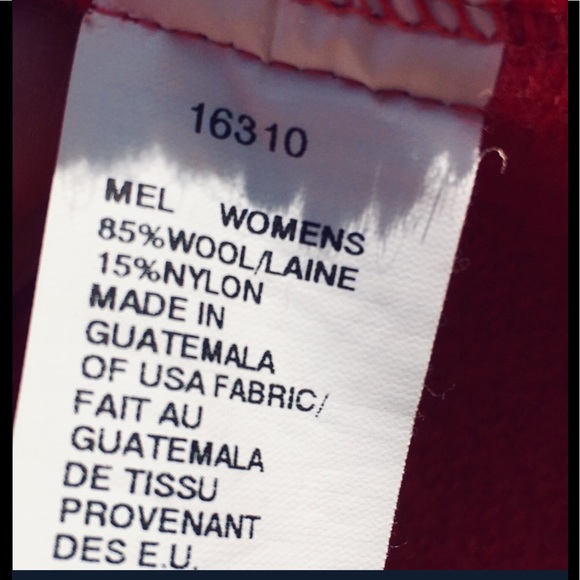 16310
MEL WOMENS
85%WOOL/LAINE
15%NYLON
MADE IN
GUATEMALA
OF USA FABRIC/
FAIT AU
GUATEMALA
DE TISSU
PROVENANT
DES E.U.